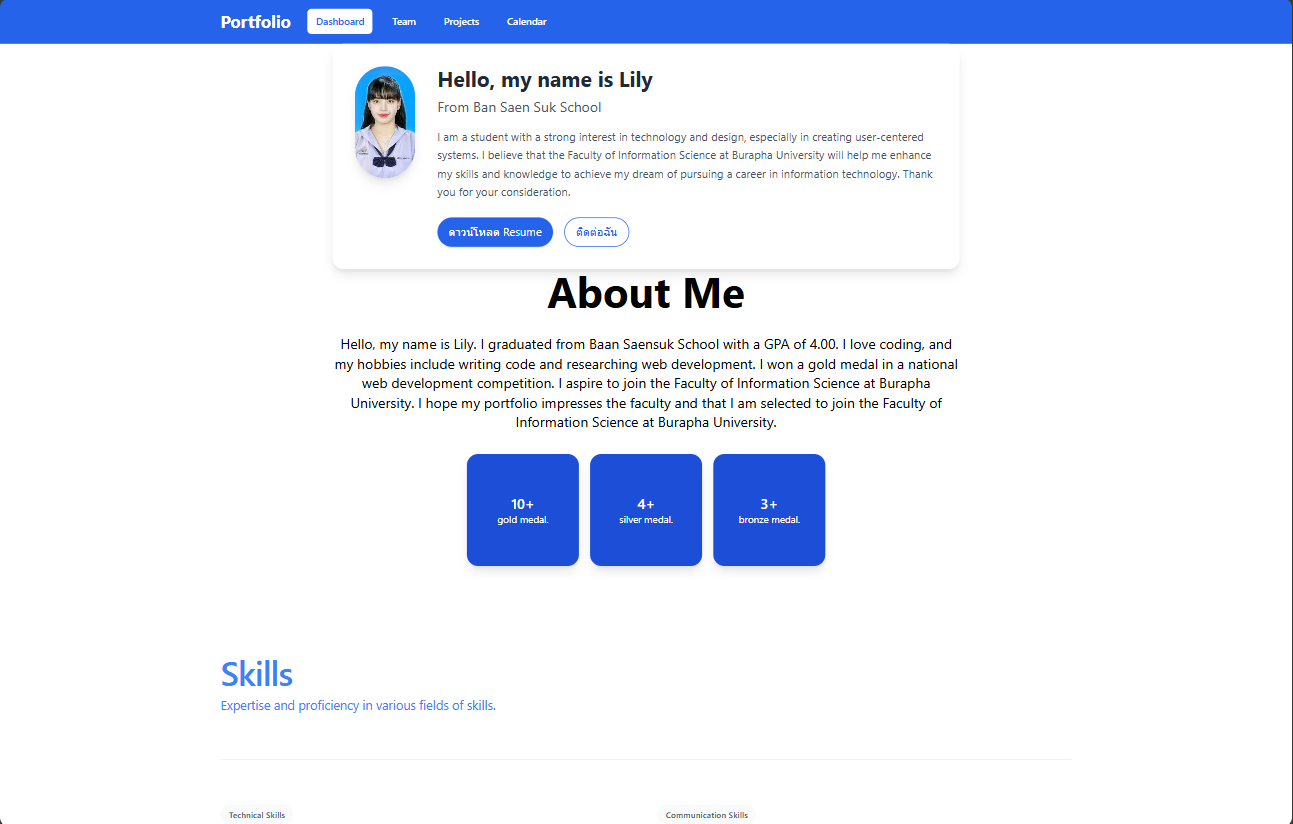 Portfolio Dashboard Team Projects Calendar
Hello, my name is Lily
From Ban Saen Suk School
I am a student with a strong interest in technology and design, especially in creating user-centered
systems. I believe that the Faculty of Information Science at Burapha University will help me enhance
my skills and knowledge to achieve my dream of pursuing a career in information technology. Thank
you for your consideration.
ดาวน์โหลด Resume ติดต่อฉัน
About Me
Hello, my name is Lily. I graduated from Baan Saensuk School with a GPA of 4.00. I love coding, and
my hobbies include writing code and researching web development. I won a gold medal in a national
web development competition. I aspire to join the Faculty of Information Science at Burapha
University. I hope my portfolio impresses the faculty and that I am selected to join the Faculty of
Information Science at Burapha University.
10+ 4+ 3+
gold medal. silver medal. bronze medal.
Skills
Expertise and proficiency in various fields of skills.
Technical Skills Communication Skills